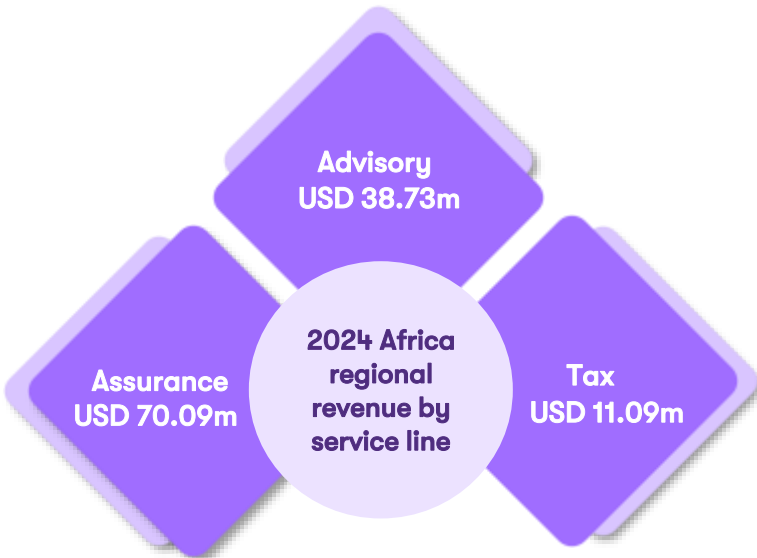 Advisory
USD 38.73m
Assurance
USD 70.09m
2024 Africa
regional
revenue by
service line
Tax
USD 11.09m